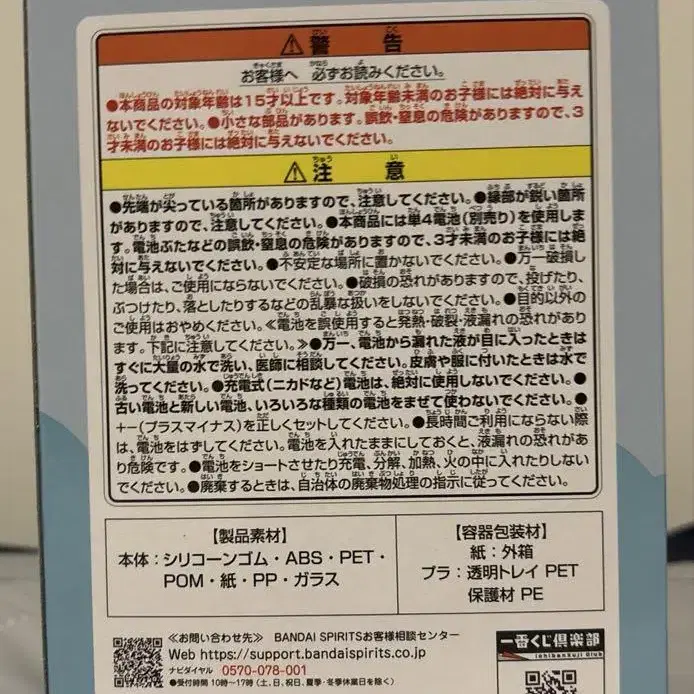 ⚠警告
お客様へ 必ずお読みください。
●本商品の対象年齢は15才以上です。対象年齢未満のお子様には絶対に与え
ないでください。●小さな部品があります。誤飲・窒息の危険がありますので、3
才未満のお子様には絶対に与えないでください。
⚠注意
●先端が尖っている箇所がありますので、注意してください。●縁部が鋭い箇所
がありますので、注意してください。●本商品には単4電池(別売り)を使用しま
す。電池ぶたなどの誤飲・窒息の危険がありますので、3才未満のお子様には絶
対に与えないでください。●不安定な場所に置かないでください。●万一破損し
た場合は、ご使用にならないでください。●破損の恐れがありますので、投げたり、
ぶつけたり、落としたりするなどの乱暴な扱いをしないでください。●目的以外の
ご使用はおやめください。≪電池を誤使用すると発熱・破裂・液漏れの恐れがあり
ます。下記に注意してください。≫●万一、電池から漏れた液が目に入ったときは
すぐに大量の水で洗い、医師に相談してください。皮膚や服に付いたときは水で
洗ってください。●充電式(ニカドなど)電池は、絶対に使用しないでください。●
古い電池と新しい電池、いろいろな種類の電池をまぜて使わないでください。●
+−(プラスマイナス)を正しくセットしてください。●長時間ご利用にならない際
は、電池をはずしてください。電池を入れたままにしておくと、液漏れの恐れがあ
り危険です。●電池をショートさせたり充電、分解、加熱、火の中に入れたりしない
でください。●廃棄するときは、自治体の廃棄物処理の指示に従ってください。
【製品素材】
本体：シリコーンゴム・ABS・PET・
POM・紙・PP・ガラス
【容器包装材】
紙：外箱
プラ：透明トレイ PET
保護材 PE
≪お問い合わせ先≫ BANDAI SPIRITSお客様相談センター
Web https://support.bandaispirits.co.jp
ナビダイヤル 0570-078-001
●受付時間 10時〜17時(土、日、祝日、夏季・冬季休業日を除く)
一番くじ倶楽部
ichibankuji Club